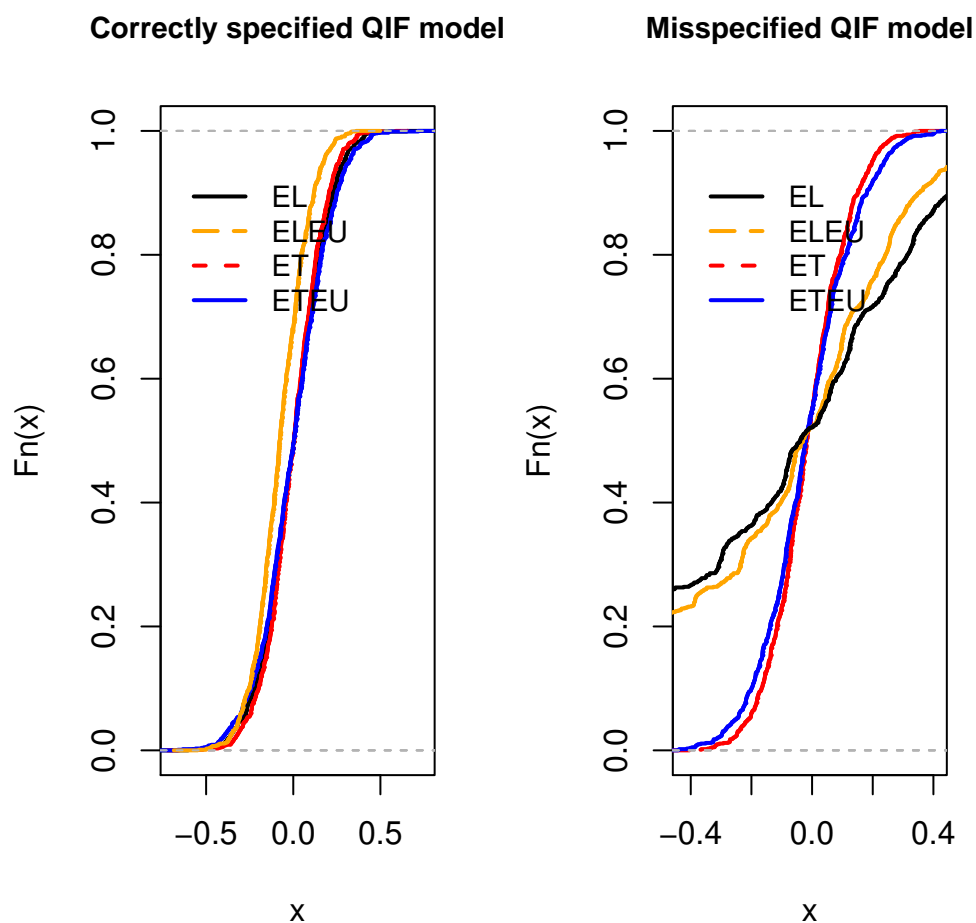 Correctly specified QIF model
Fn(x)
1.0
0.8
0.6
0.4
0.2
0.0
EL
ELEU
ET
ETEU
−0.5 0.0 0.5
x
Misspecified QIF model
Fn(x)
1.0
0.8
0.6
0.4
0.2
0.0
EL
ELEU
ET
ETEU
−0.4 0.0 0.4
x